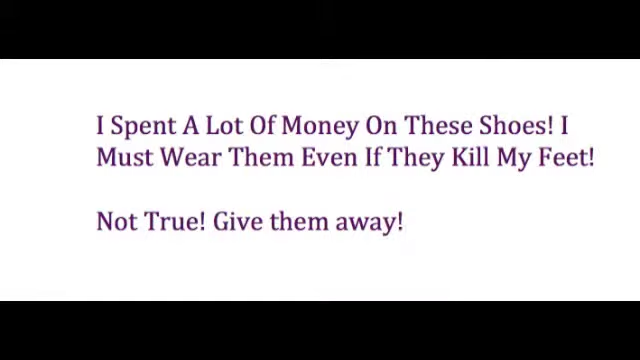 I Spent A Lot Of Money On These Shoes! I
Must Wear Them Even If They Kill My Feet!
Not True! Give them away!